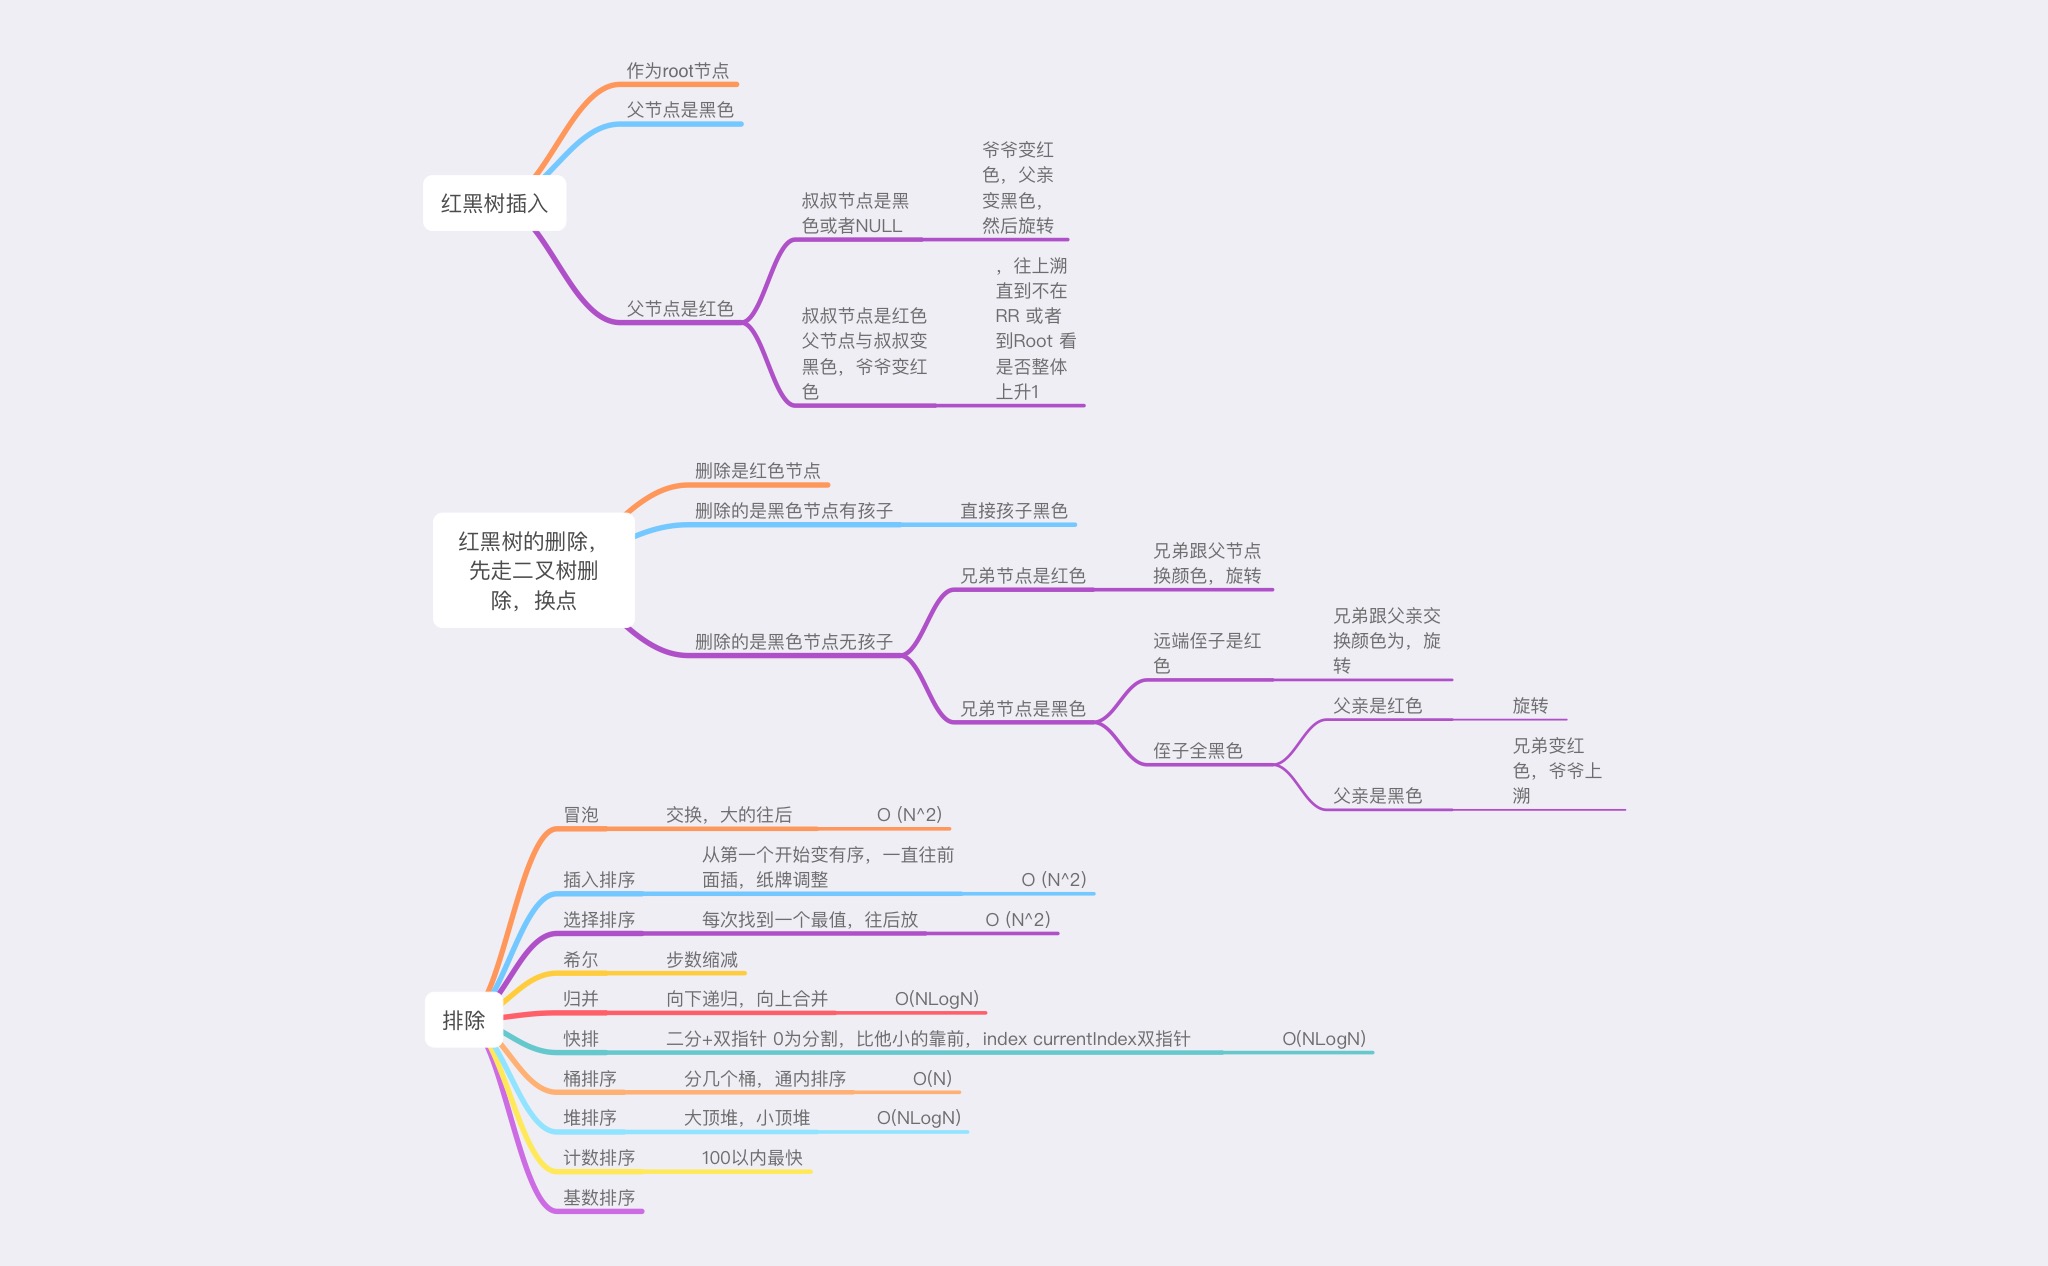 作为root节点
父节点是黑色
红黑树插入
父节点是红色
叔叔节点是黑
色或者NULL
爷爷变红
色，父亲
变黑色，
然后旋转
叔叔节点是红色
父节点与叔叔变
黑色，爷爷变红
色
，往上溯
直到不在
RR 或者
到Root 看
是否整体
上升1
红黑树的删除，
先走二叉树删
除，换点
删除是红色节点
删除的是黑色节点有孩子
直接孩子黑色
删除的是黑色节点无孩子
兄弟节点是红色
兄弟跟父节点
换颜色，旋转
兄弟节点是黑色
远端侄子是红
色
兄弟跟父亲交
换颜色为，旋
转
侄子全黑色
父亲是红色
旋转
父亲是黑色
兄弟变红
色，爷爷上
溯
排除
冒泡
交换，大的往后
O (N^2)
插入排序
从第一个开始变有序，一直往前
面插，纸牌调整
O (N^2)
选择排序
每次找到一个最值，往后放
O (N^2)
希尔
步数缩减
归并
向下递归，向上合并
O(NLogN)
快排
二分+双指针 0为分割，比他小的靠前，index currentIndex双指针
O(NLogN)
桶排序
分几个桶，通内排序
O(N)
堆排序
大顶堆，小顶堆
O(NLogN)
计数排序
100以内最快
基数排序